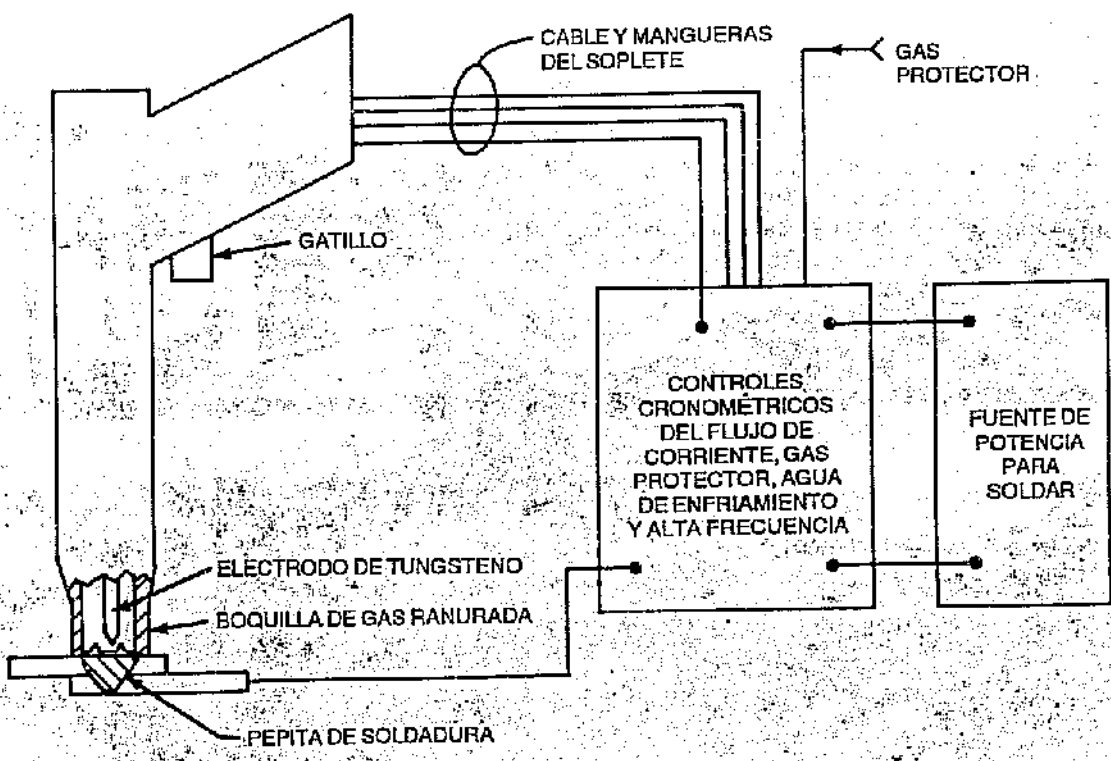 CABLE Y MANGUERAS
DEL SOPLETE
GAS
PROTECTOR
GATILLO
CONTROLES
CRONOMÉTRICOS
DEL FLUJO DE
CORRIENTE, GAS
PROTECTOR, AGUA
DE ENFRIAMIENTO
Y ALTA FRECUENCIA
FUENTE DE
POTENCIA
PARA
SOLDAR
ELECTRODO DE TUNGSTENO
BOQUILLA DE GAS RANURADA
PEPITA DE SOLDADURA